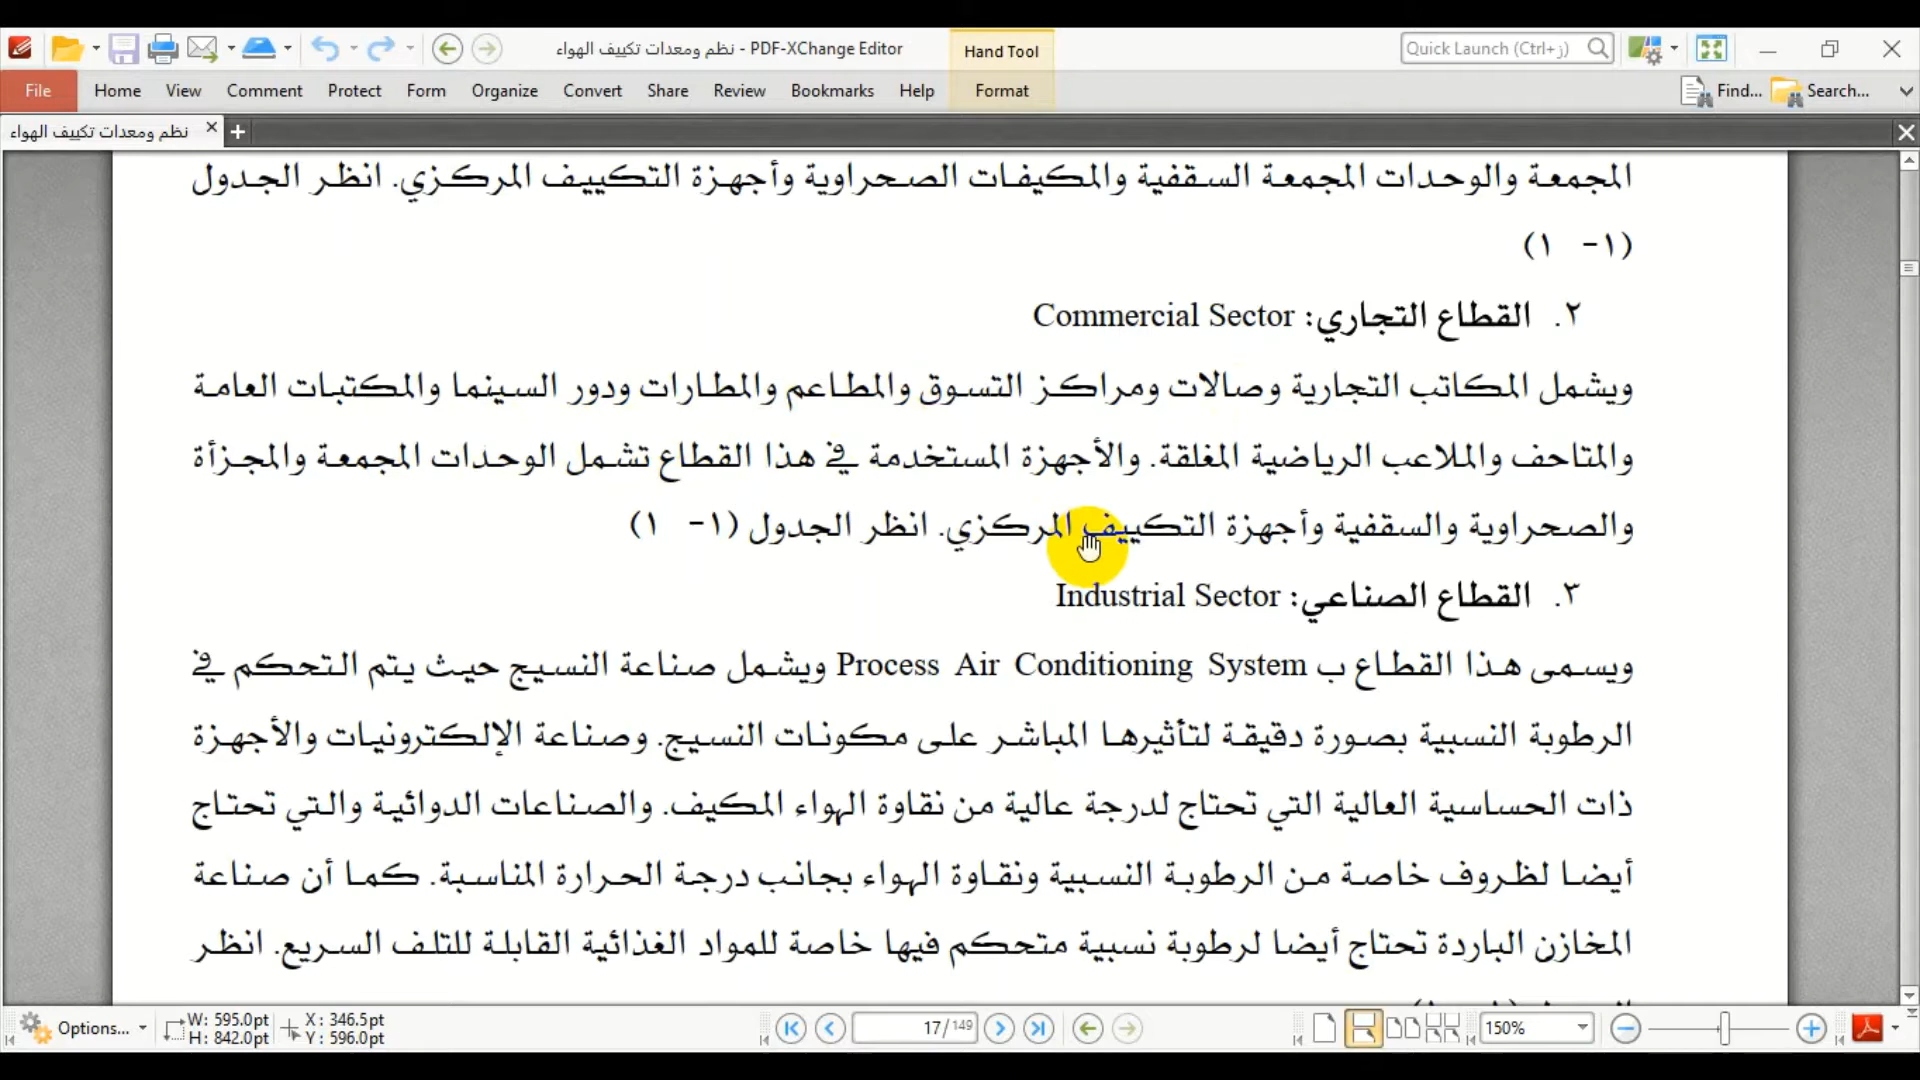 نظم ومعدات تكييف الهواء - PDF-XChange Editor
Hand Tool
Quick Launch (Ctrl+ز)
File Home View Comment Protect Form Organize Convert Share Review Bookmarks Help Format Find... Search...
نظم ومعدات تكييف الهواء
المجمعة والوحدات المجمعة السقفية والمكيفات الصحراوية وأجهزة التكييف المركزي. انظر الجدول
(١- ١)
٢. القطاع التجاري: Commercial Sector
ويشمل المكاتب التجارية وصالات ومراكز التسوق والمطاعم والمطارات ودور السينما والمكتبات العامة
والمتاحف والملاعب الرياضية المغلقة. والأجهزة المستخدمة في هذا القطاع تشمل الوحدات المجمعة والمجزأة
والصحراوية والسقفية وأجهزة التكييف المركزي. انظر الجدول (١- ١)
٣. القطاع الصناعي: Industrial Sector
ويسمى هذا القطاع ب Process Air Conditioning System ويشمل صناعة النسيج حيث يتم التحكم في
الرطوبة النسبية بصورة دقيقة لتأثيرها المباشر على مكونات النسيج. وصناعة الإلكترونيات والأجهزة
ذات الحساسية العالية التي تحتاج لدرجة عالية من نقاوة الهواء المكيف. والصناعات الدوائية والتي تحتاج
أيضا لظروف خاصة من الرطوبة النسبية ونقاوة الهواء بجانب درجة الحرارة المناسبة. كما أن صناعة
المخازن الباردة تحتاج أيضا لرطوبة نسبية متحكم فيها خاصة للمواد الغذائية القابلة للتلف السريع. انظر
Options... W: 595.0pt X: 346.5pt 17 / 149 150%
H: 842.0pt Y: 596.0pt